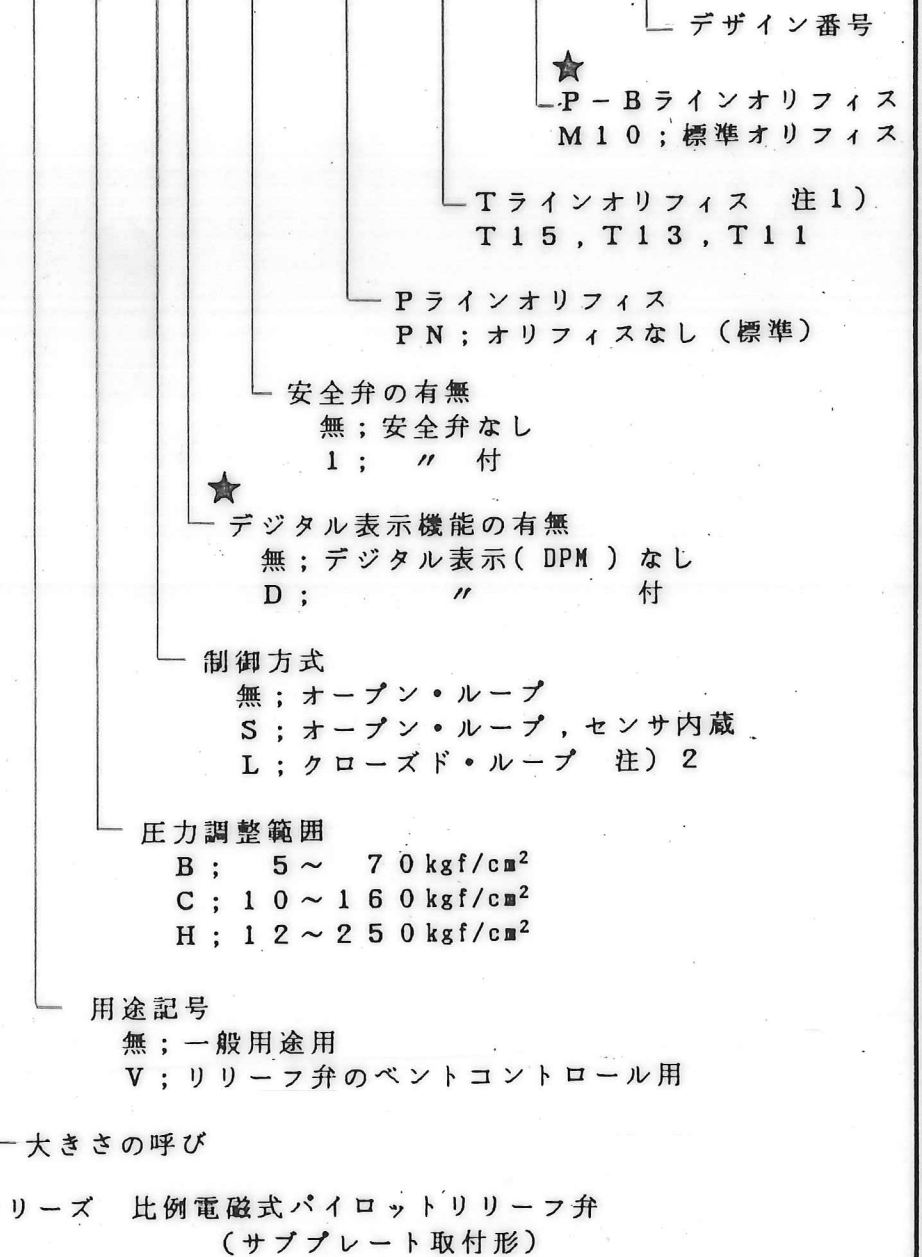 デザイン番号
★
P－Bラインオリフィス
M10；標準オリフィス
Tラインオリフィス　注1）
T15，T13，T11
Pラインオリフィス
PN；オリフィスなし（標準）
安全弁の有無
無；安全弁なし
1；　〃　付
★
デジタル表示機能の有無
無；デジタル表示( DPM ) なし
D；　　　〃　　　付
制御方式
無；オープン・ループ
S；オープン・ループ，センサ内蔵
L；クローズド・ループ　注）2
圧力調整範囲
B；　5～　70kgf/cm²
C；10～160kgf/cm²
H；12～250kgf/cm²
用途記号
無；一般用途用
V；リリーフ弁のベントコントロール用
大きさの呼び
リーズ　比例電磁式パイロットリリーフ弁
（サブプレート取付形）